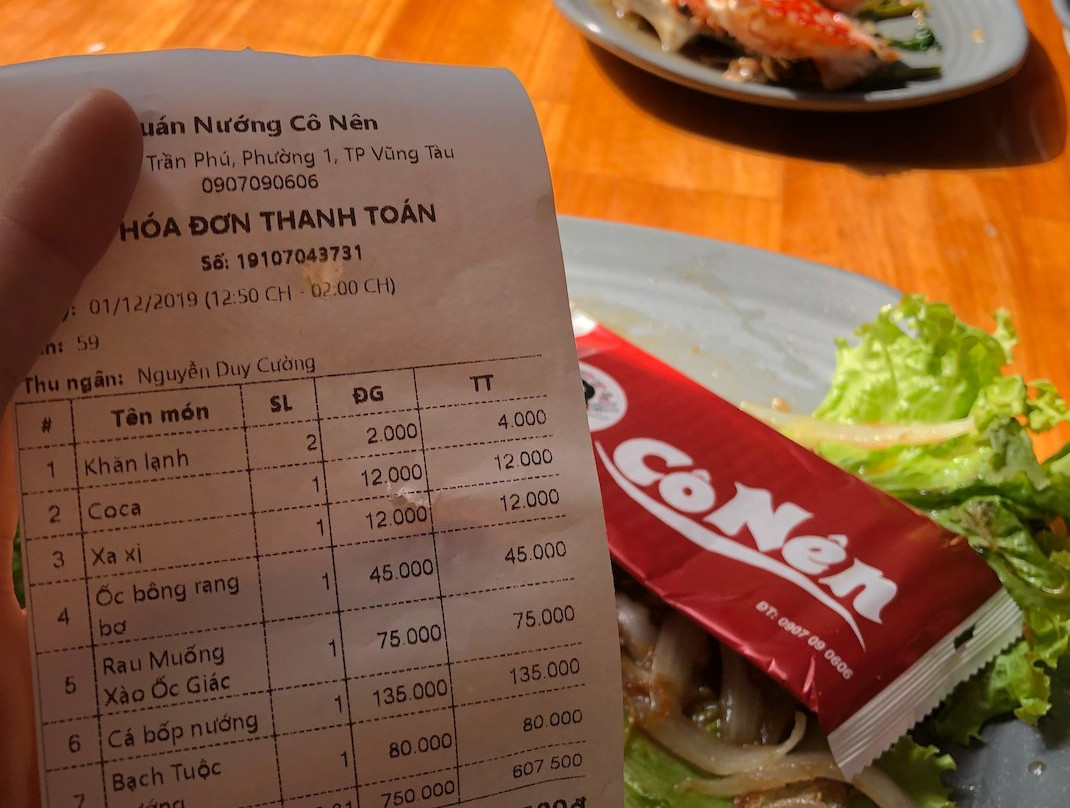 Nướng Cô Nên
Trần Phú, Phường 1, TP Vũng Tàu
0907090606
HÓA ĐƠN THANH TOÁN
Số: 19107043731
01/12/2019 (12:50 CH - 02:00 CH)
59
Thu ngân: Nguyễn Duy Cường
# Tên món SL ĐG TT
1 Khăn lạnh 2 2.000 4.000
2 Coca 1 12.000 12.000
3 Xa xi 1 12.000 12.000
4 Ốc bông rang 1 45.000 45.000
bơ
5 Rau Muống 1 75.000 75.000
Xào Ốc Giác
6 Cá bốp nướng 1 135.000 135.000
7 Bạch Tuộc 1 80.000 80.000
750.000 607 500
Cô Nên
ĐT: 0907 09 0606